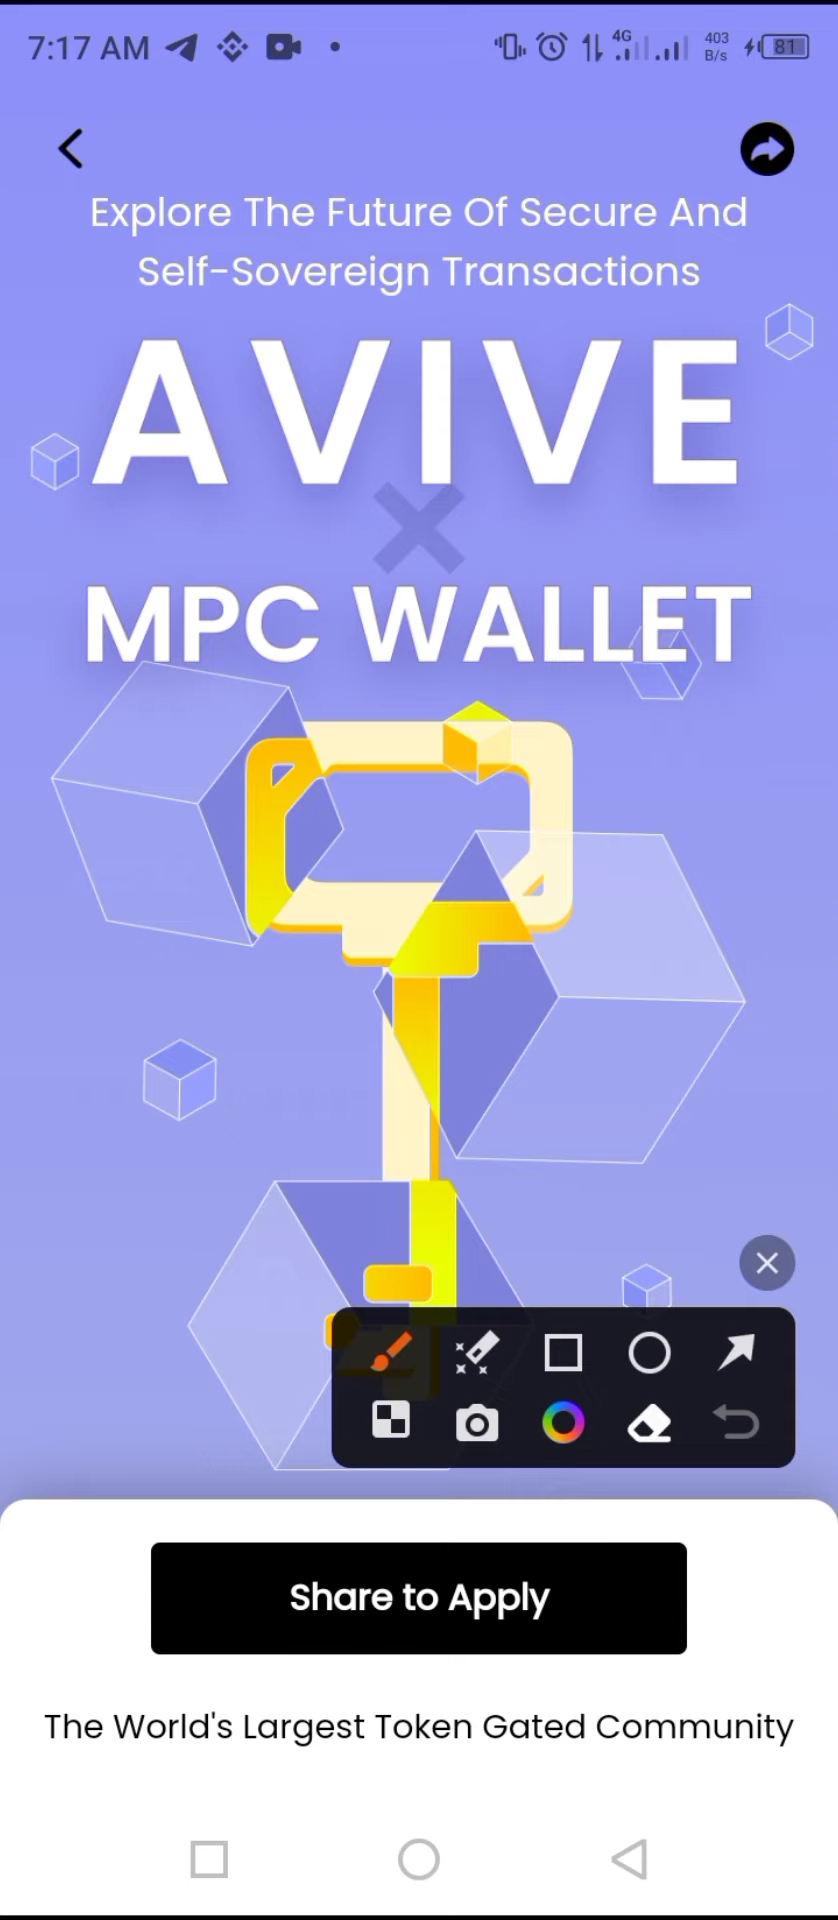 7:17 AM
4G
403
B/s
81
Explore The Future Of Secure And
Self-Sovereign Transactions
AVIVE
×
MPC WALLET
Share to Apply
The World's Largest Token Gated Community